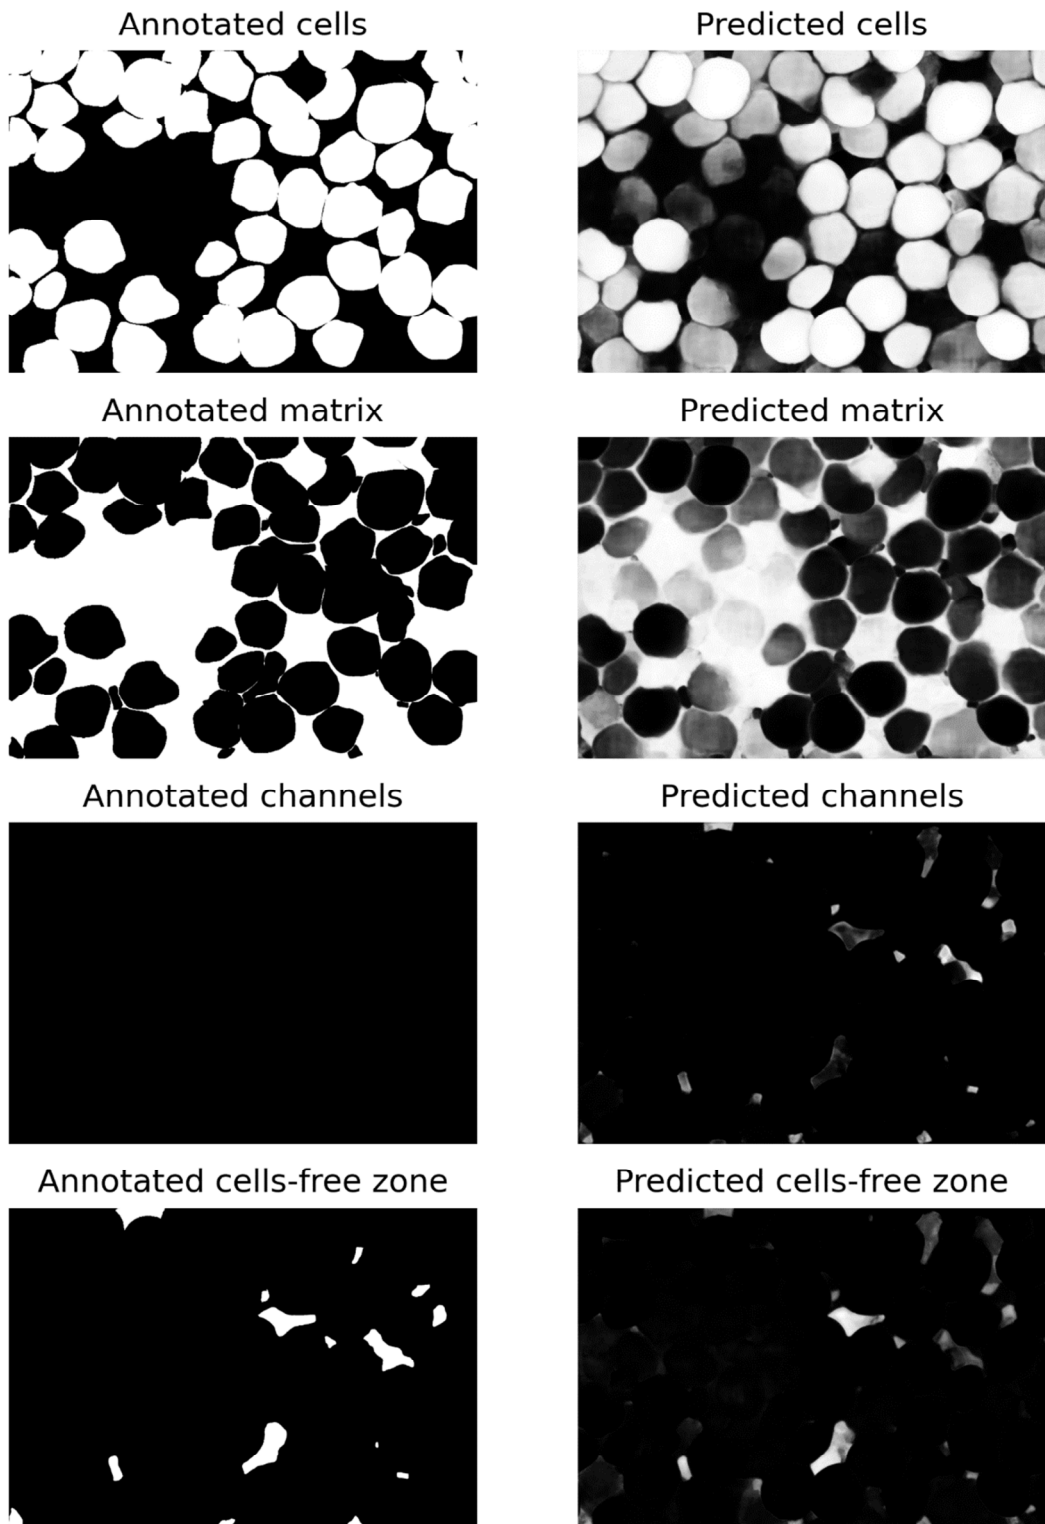 Annotated cells
Predicted cells
Annotated matrix
Predicted matrix
Annotated channels
Predicted channels
Annotated cells-free zone
Predicted cells-free zone